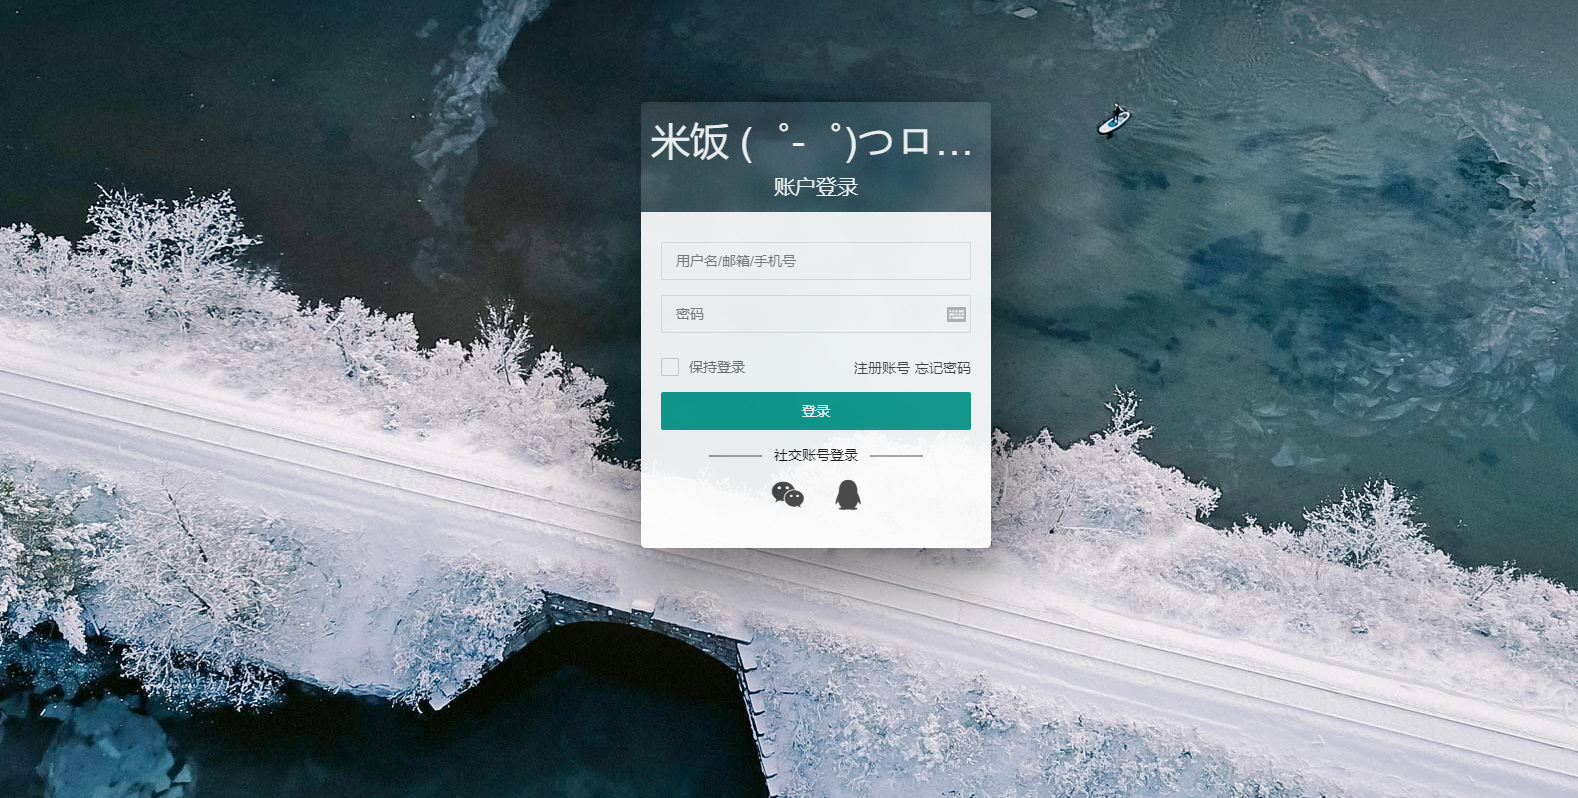 米饭 (゜-゜)つロ...
账户登录
用户名/邮箱/手机号
密码
保持登录 注册账号 忘记密码
登录
社交账号登录